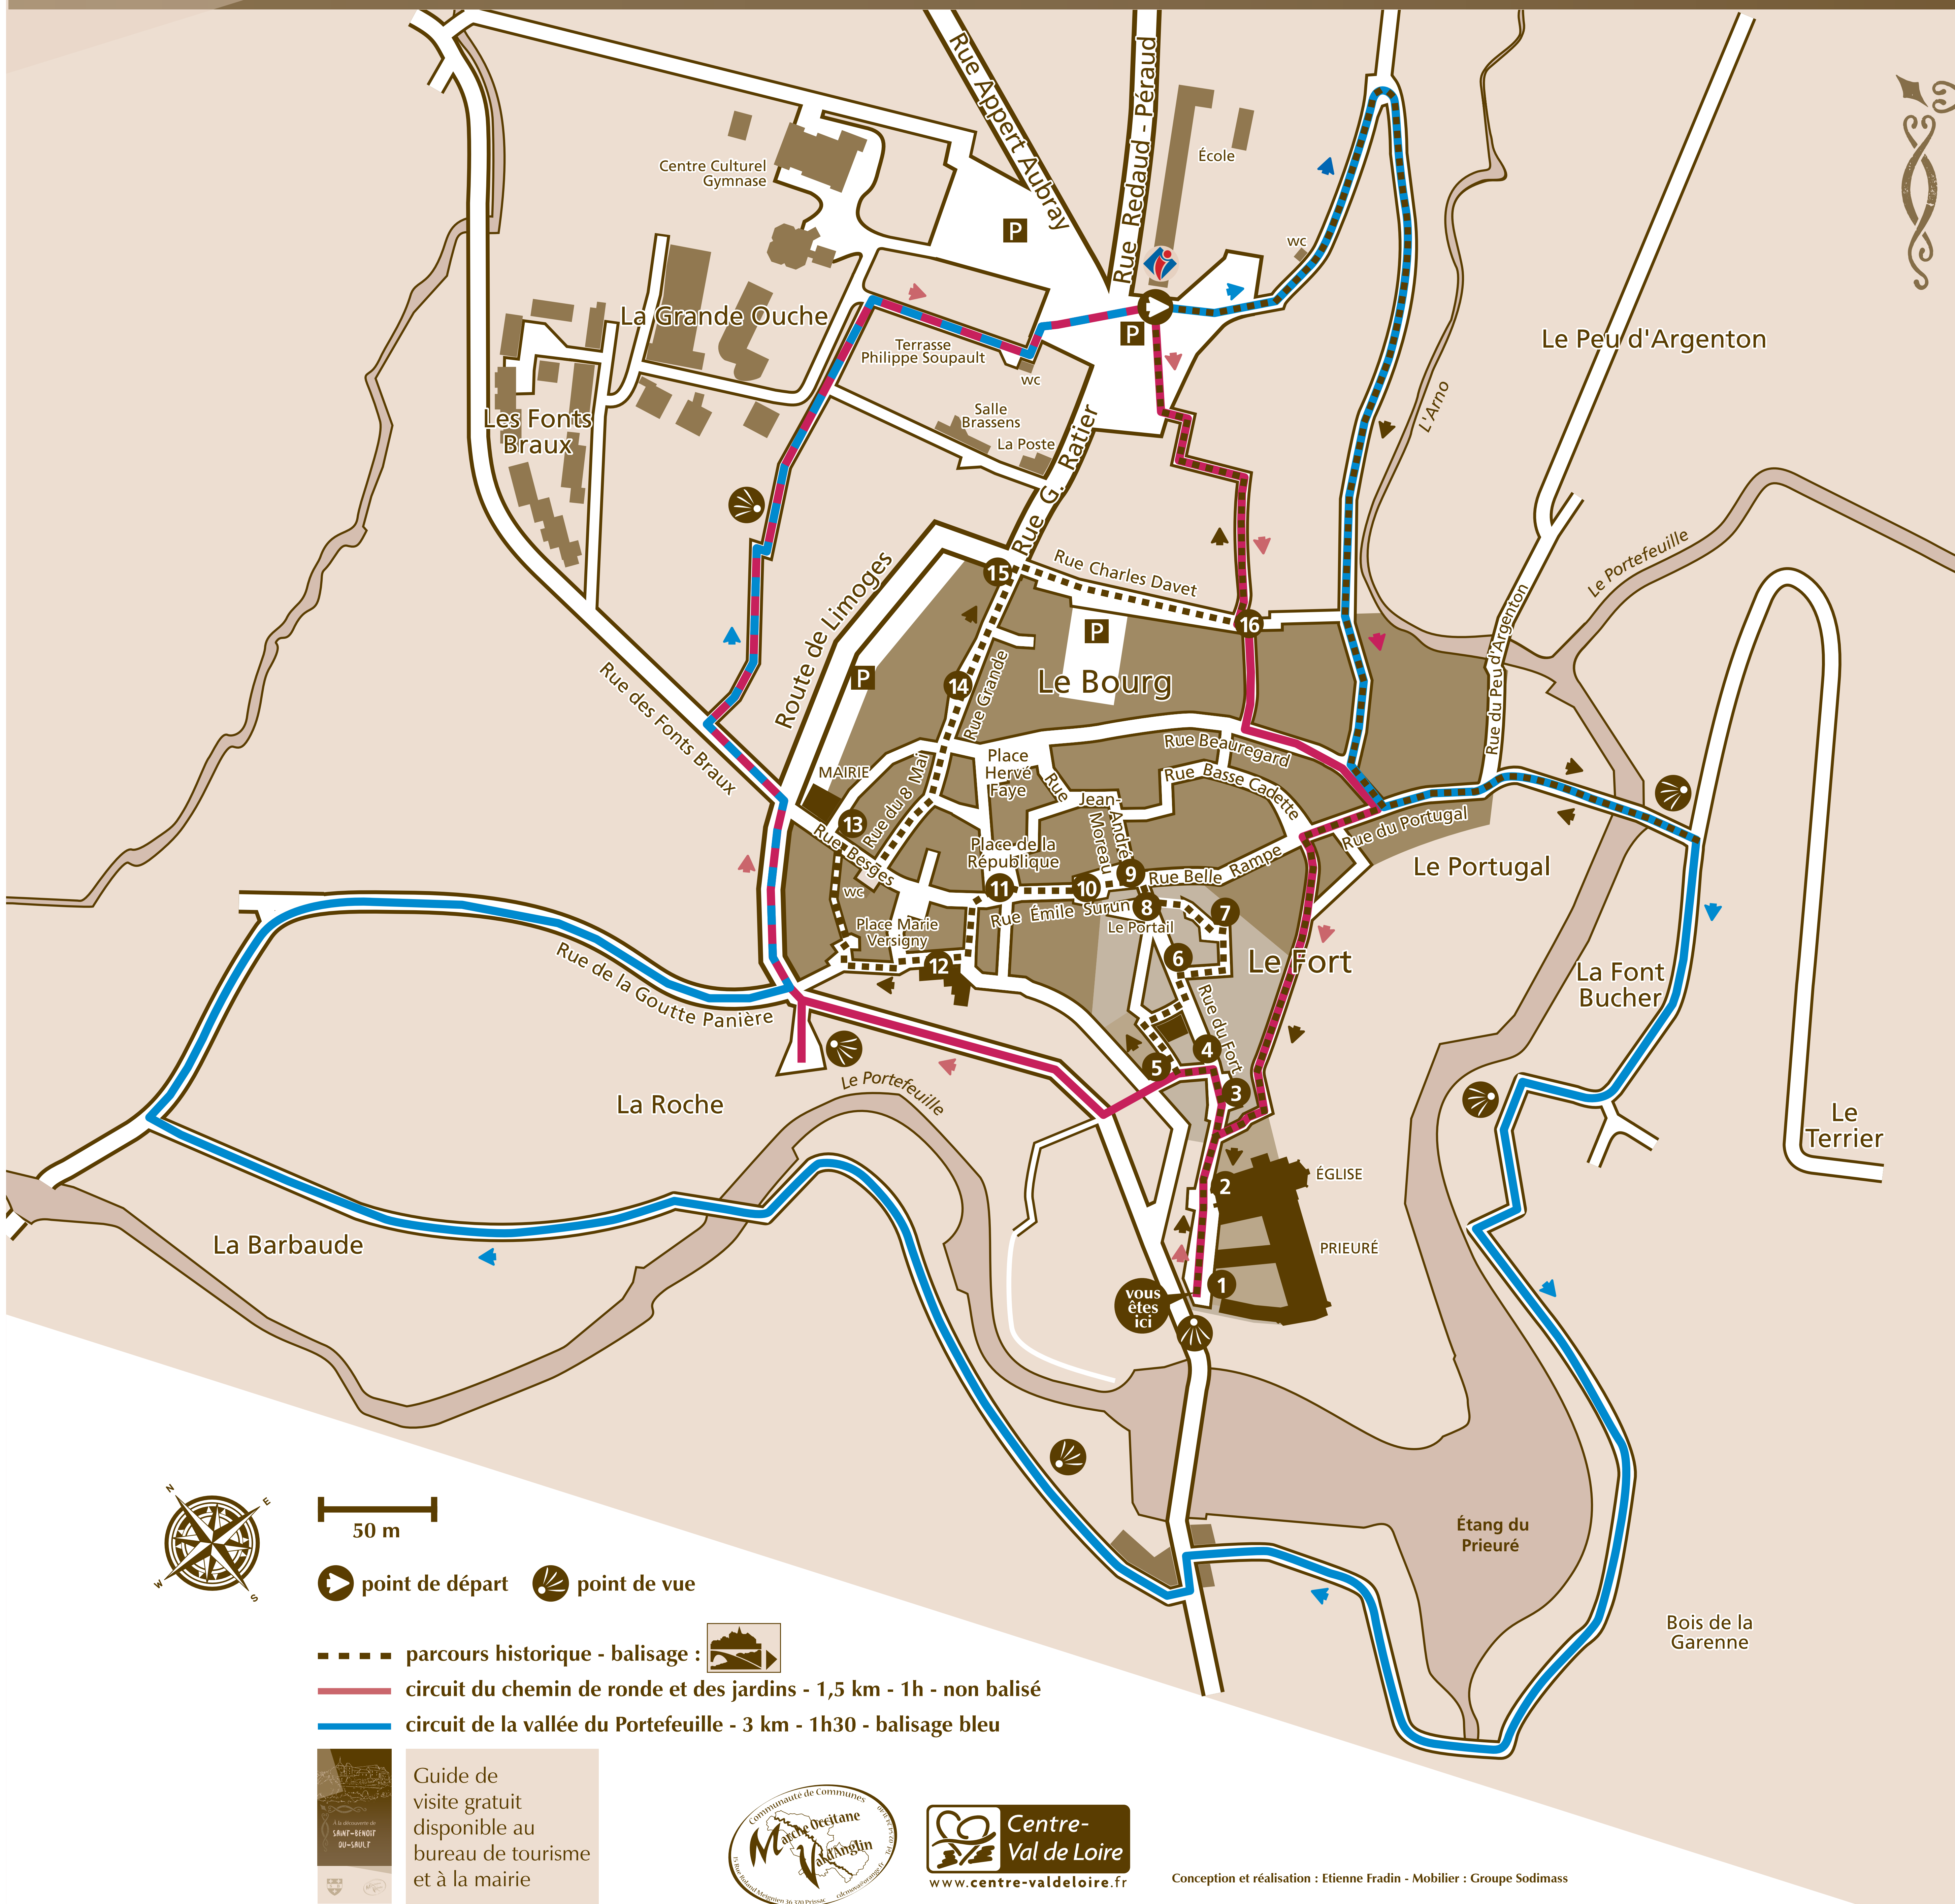 Rue Appert Aubray
Rue Redaud - Péraud
École
Centre Culturel
Gymnase
P
wc
La Grande Ouche
Terrasse
Philippe Soupault
wc
P
Le Peu d'Argenton
Les Fonts
Braux
Salle
Brassens
La Poste
L'Arno
Rue G. Ratier
Route de Limoges
15
Rue Charles Davet
Le Portefeuille
16
P
P
Le Bourg
14
Rue Grande
Rue du Peu d'Argenton
Rue des Fonts Braux
MAIRIE
Rue du 8 Mai
Place
Hervé
Faye
Rue
Jean-
André
Moreau
Rue Beauregard
Rue Basse Cadette
13
Rue Besges
Place de la
République
Rue du Portugal
Le Portugal
wc
11
10
9
Rue Belle Rampe
Rue Émile Surun
8
Le Portail
7
Place Marie
Versigny
12
6
Le Fort
La Font
Bucher
Rue de la Goutte Panière
Rue du Fort
4
5
3
Le Portefeuille
La Roche
Le
Terrier
2
ÉGLISE
La Barbaude
PRIEURÉ
1
vous
êtes
ici
Étang du
Prieuré
Bois de la
Garenne
N
E
W
S
50 m
point de départ
point de vue
parcours historique - balisage :
circuit du chemin de ronde et des jardins - 1,5 km - 1h - non balisé
circuit de la vallée du Portefeuille - 3 km - 1h30 - balisage bleu
À la découverte de
SAINT-BENOIT
DU-SAULT
Guide de
visite gratuit
disponible au
bureau de tourisme
et à la mairie
Communauté de Communes
Marche Occitane
Val d'Anglin
Centre-
Val de Loire
www.centre-valdeloire.fr
Conception et réalisation : Etienne Fradin - Mobilier : Groupe Sodimass